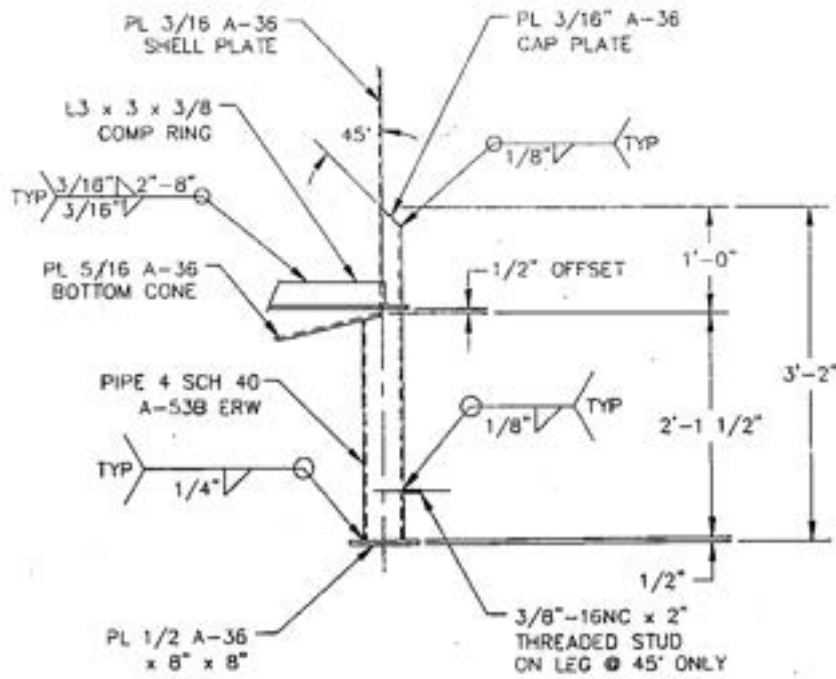 PL 3/16 A-36
SHELL PLATE
PL 3/16" A-36
CAP PLATE
L3 x 3 x 3/8
COMP RING
45°
1/8"
TYP
TYP
3/16"
2"-8"
3/16"
1/2" OFFSET
1'-0"
PL 5/16 A-36
BOTTOM CONE
3'-2"
PIPE 4 SCH 40
A-53B ERW
1/8"
TYP
2'-1 1/2"
TYP
1/4"
1/2"
PL 1/2 A-36
x 8" x 8"
3/8"-16NC x 2"
THREADED STUD
ON LEG @ 45° ONLY